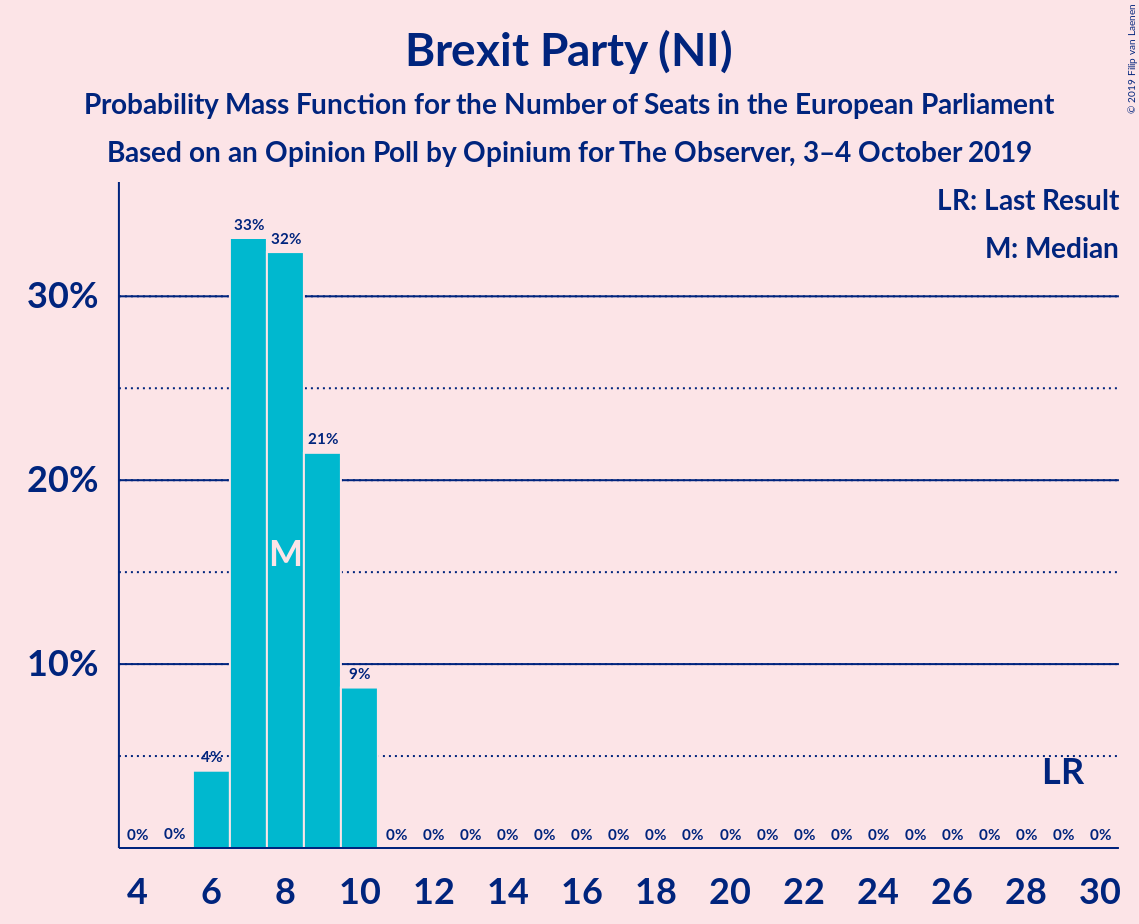 Brexit Party (NI)
Probability Mass Function for the Number of Seats in the European Parliament
Based on an Opinion Poll by Opinium for The Observer, 3–4 October 2019
© 2019 Filip van Laenen
LR: Last Result
M: Median
33%
32%
30%
21%
20%
M
10%
9%
4%
LR
0% 0% 0% 0% 0% 0% 0% 0% 0% 0% 0% 0% 0% 0% 0% 0% 0% 0% 0% 0% 0% 0%
4 6 8 10 12 14 16 18 20 22 24 26 28 30